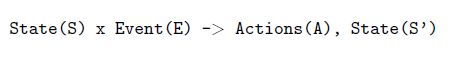 State(S) x Event(E) -> Actions(A), State(S’)